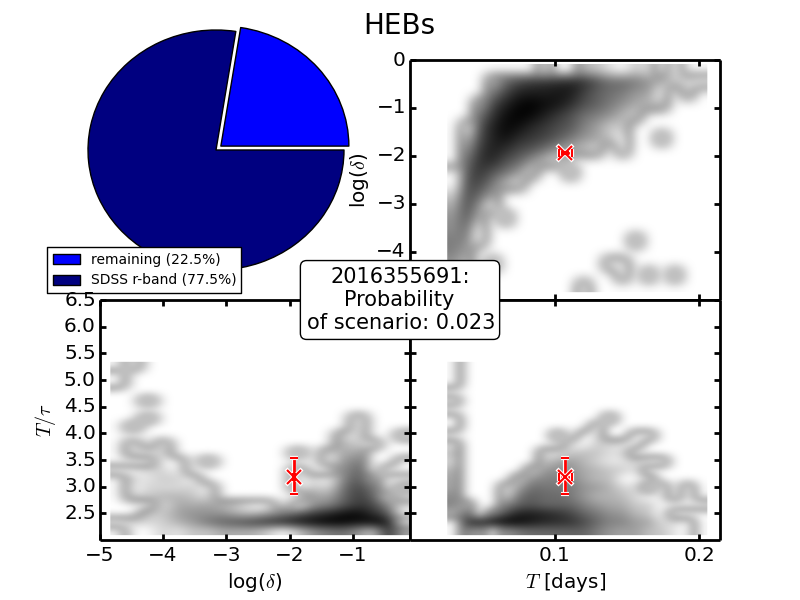 HEBs
remaining (22.5%)
SDSS r-band (77.5%)
0
−1
−2
−3
−4
log(δ)
2016355691:
Probability
of scenario: 0.023
6.5
6.0
5.5
5.0
4.5
4.0
3.5
3.0
2.5
T/τ
−5
−4
−3
−2
−1
log(δ)
0.1
0.2
T [days]